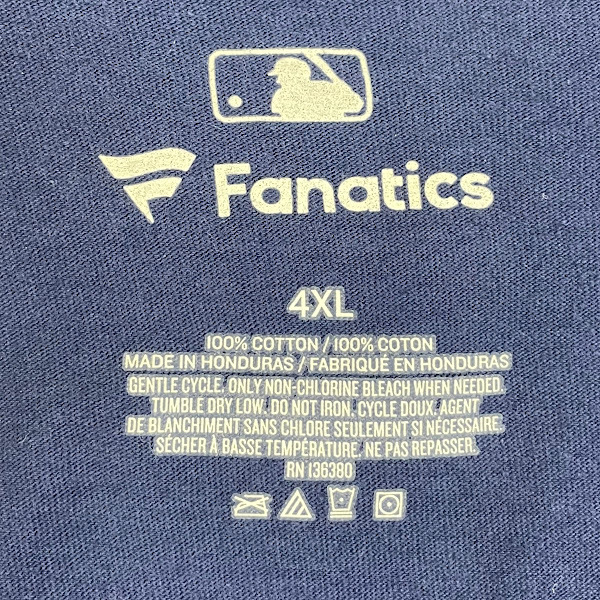 Fanatics
4XL
100% COTTON / 100% COTON
MADE IN HONDURAS / FABRIQUÉ EN HONDURAS
GENTLE CYCLE. ONLY NON-CHLORINE BLEACH WHEN NEEDED.
TUMBLE DRY LOW. DO NOT IRON. CYCLE DOUX. AGENT
DE BLANCHIMENT SANS CHLORE SEULEMENT SI NÉCESSAIRE.
SÉCHER À BASSE TEMPÉRATURE. NE PAS REPASSER.
RN 136380